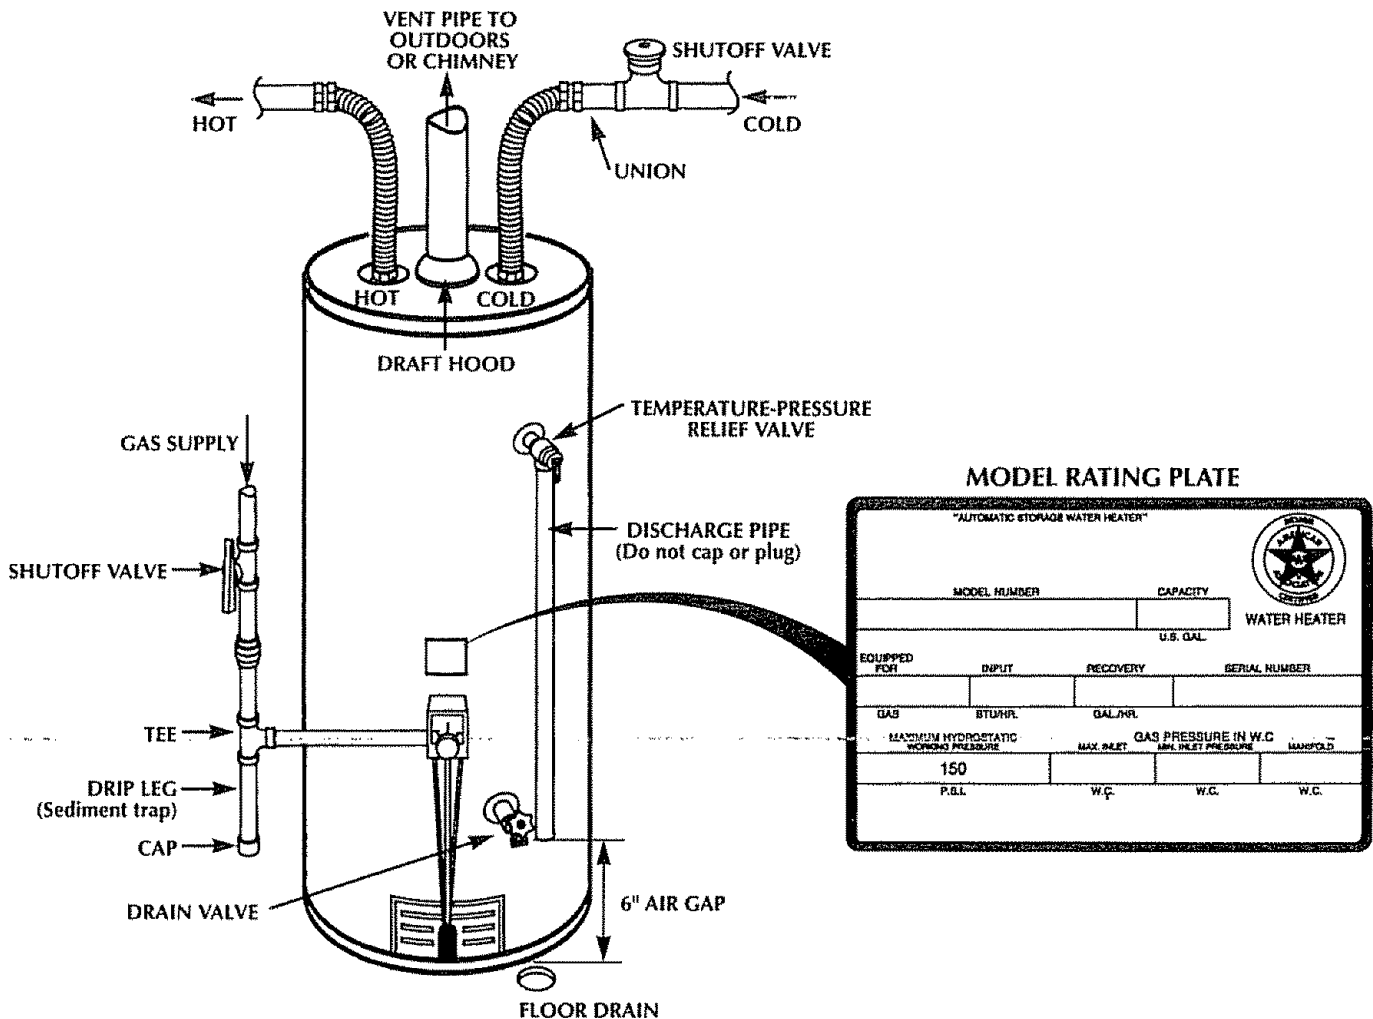 VENT PIPE TO
OUTDOORS
OR CHIMNEY
SHUTOFF VALVE
HOT
COLD
UNION
HOT
COLD
DRAFT HOOD
TEMPERATURE-PRESSURE
RELIEF VALVE
GAS SUPPLY
DISCHARGE PIPE
(Do not cap or plug)
SHUTOFF VALVE
TEE
DRIP LEG
(Sediment trap)
CAP
DRAIN VALVE
6" AIR GAP
FLOOR DRAIN
MODEL RATING PLATE
"AUTOMATIC STORAGE WATER HEATER"
AMERICAN
ASSOCIATION
CERTIFIED
WATER HEATER
MODEL NUMBER
CAPACITY
U.S. GAL.
EQUIPPED
FOR
INPUT
RECOVERY
SERIAL NUMBER
GAS
BTU/HR.
GAL./HR.
MAXIMUM HYDROSTATIC
WORKING PRESSURE
GAS PRESSURE IN W.C
MAX. INLET
MIN. INLET PRESSURE
MANIFOLD
150
P.S.I.
W.C.
W.C.
W.C.